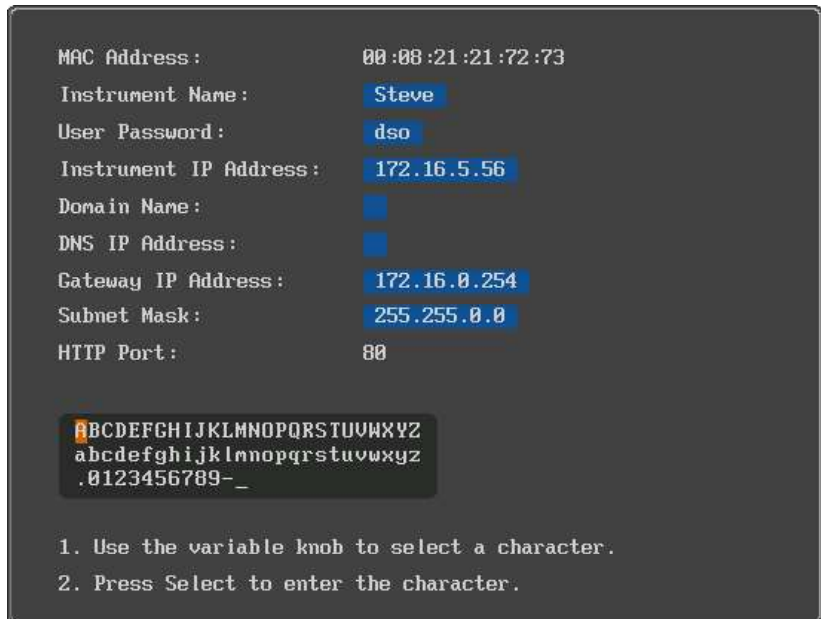 MAC Address: 00:08:21:21:72:73
Instrument Name: Steve
User Password: dso
Instrument IP Address: 172.16.5.56
Domain Name:
DNS IP Address:
Gateway IP Address: 172.16.0.254
Subnet Mask: 255.255.0.0
HTTP Port: 80
ABCDEFGHIJKLMNOPQRSTUVWXYZ
abcdefghijklmnopqrstuvwxyz
.0123456789-_
1. Use the variable knob to select a character.
2. Press Select to enter the character.